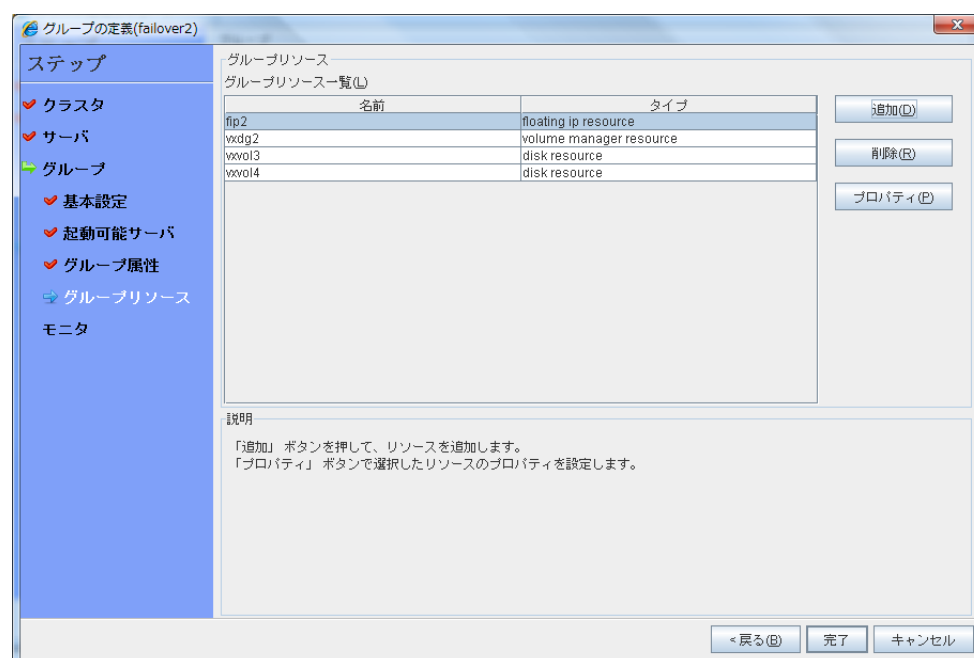 グループの定義(failover2)
ステップ
クラスタ
サーバ
グループ
基本設定
起動可能サーバ
グループ属性
グループリソース
モニタ
グループリソース
グループリソース一覧(L)
名前 タイプ
fip2 floating ip resource
vxdg2 volume manager resource
vxvol3 disk resource
vxvol4 disk resource
追加(D)
削除(R)
プロパティ(P)
説明
「追加」 ボタンを押して、リソースを追加します。
「プロパティ」 ボタンで選択したリソースのプロパティを設定します。
<戻る(B) 完了 キャンセル